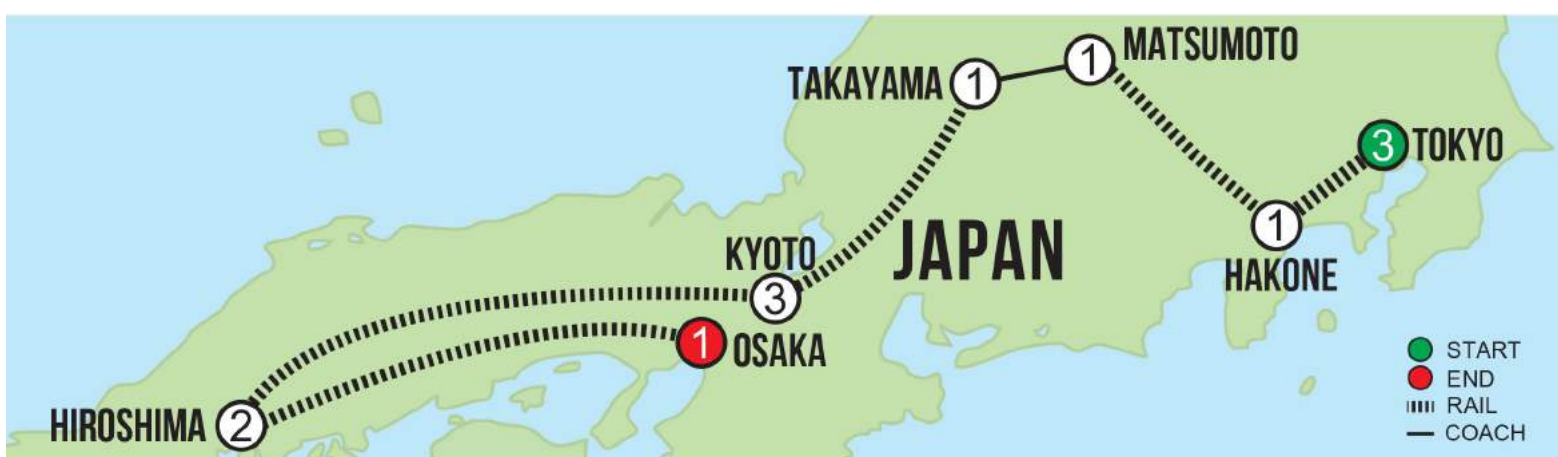 MATSUMOTO
1
TAKAYAMA 1
3 TOKYO
JAPAN
KYOTO
3
1
HAKONE
1 OSAKA
HIROSHIMA 2
START
END
RAIL
COACH